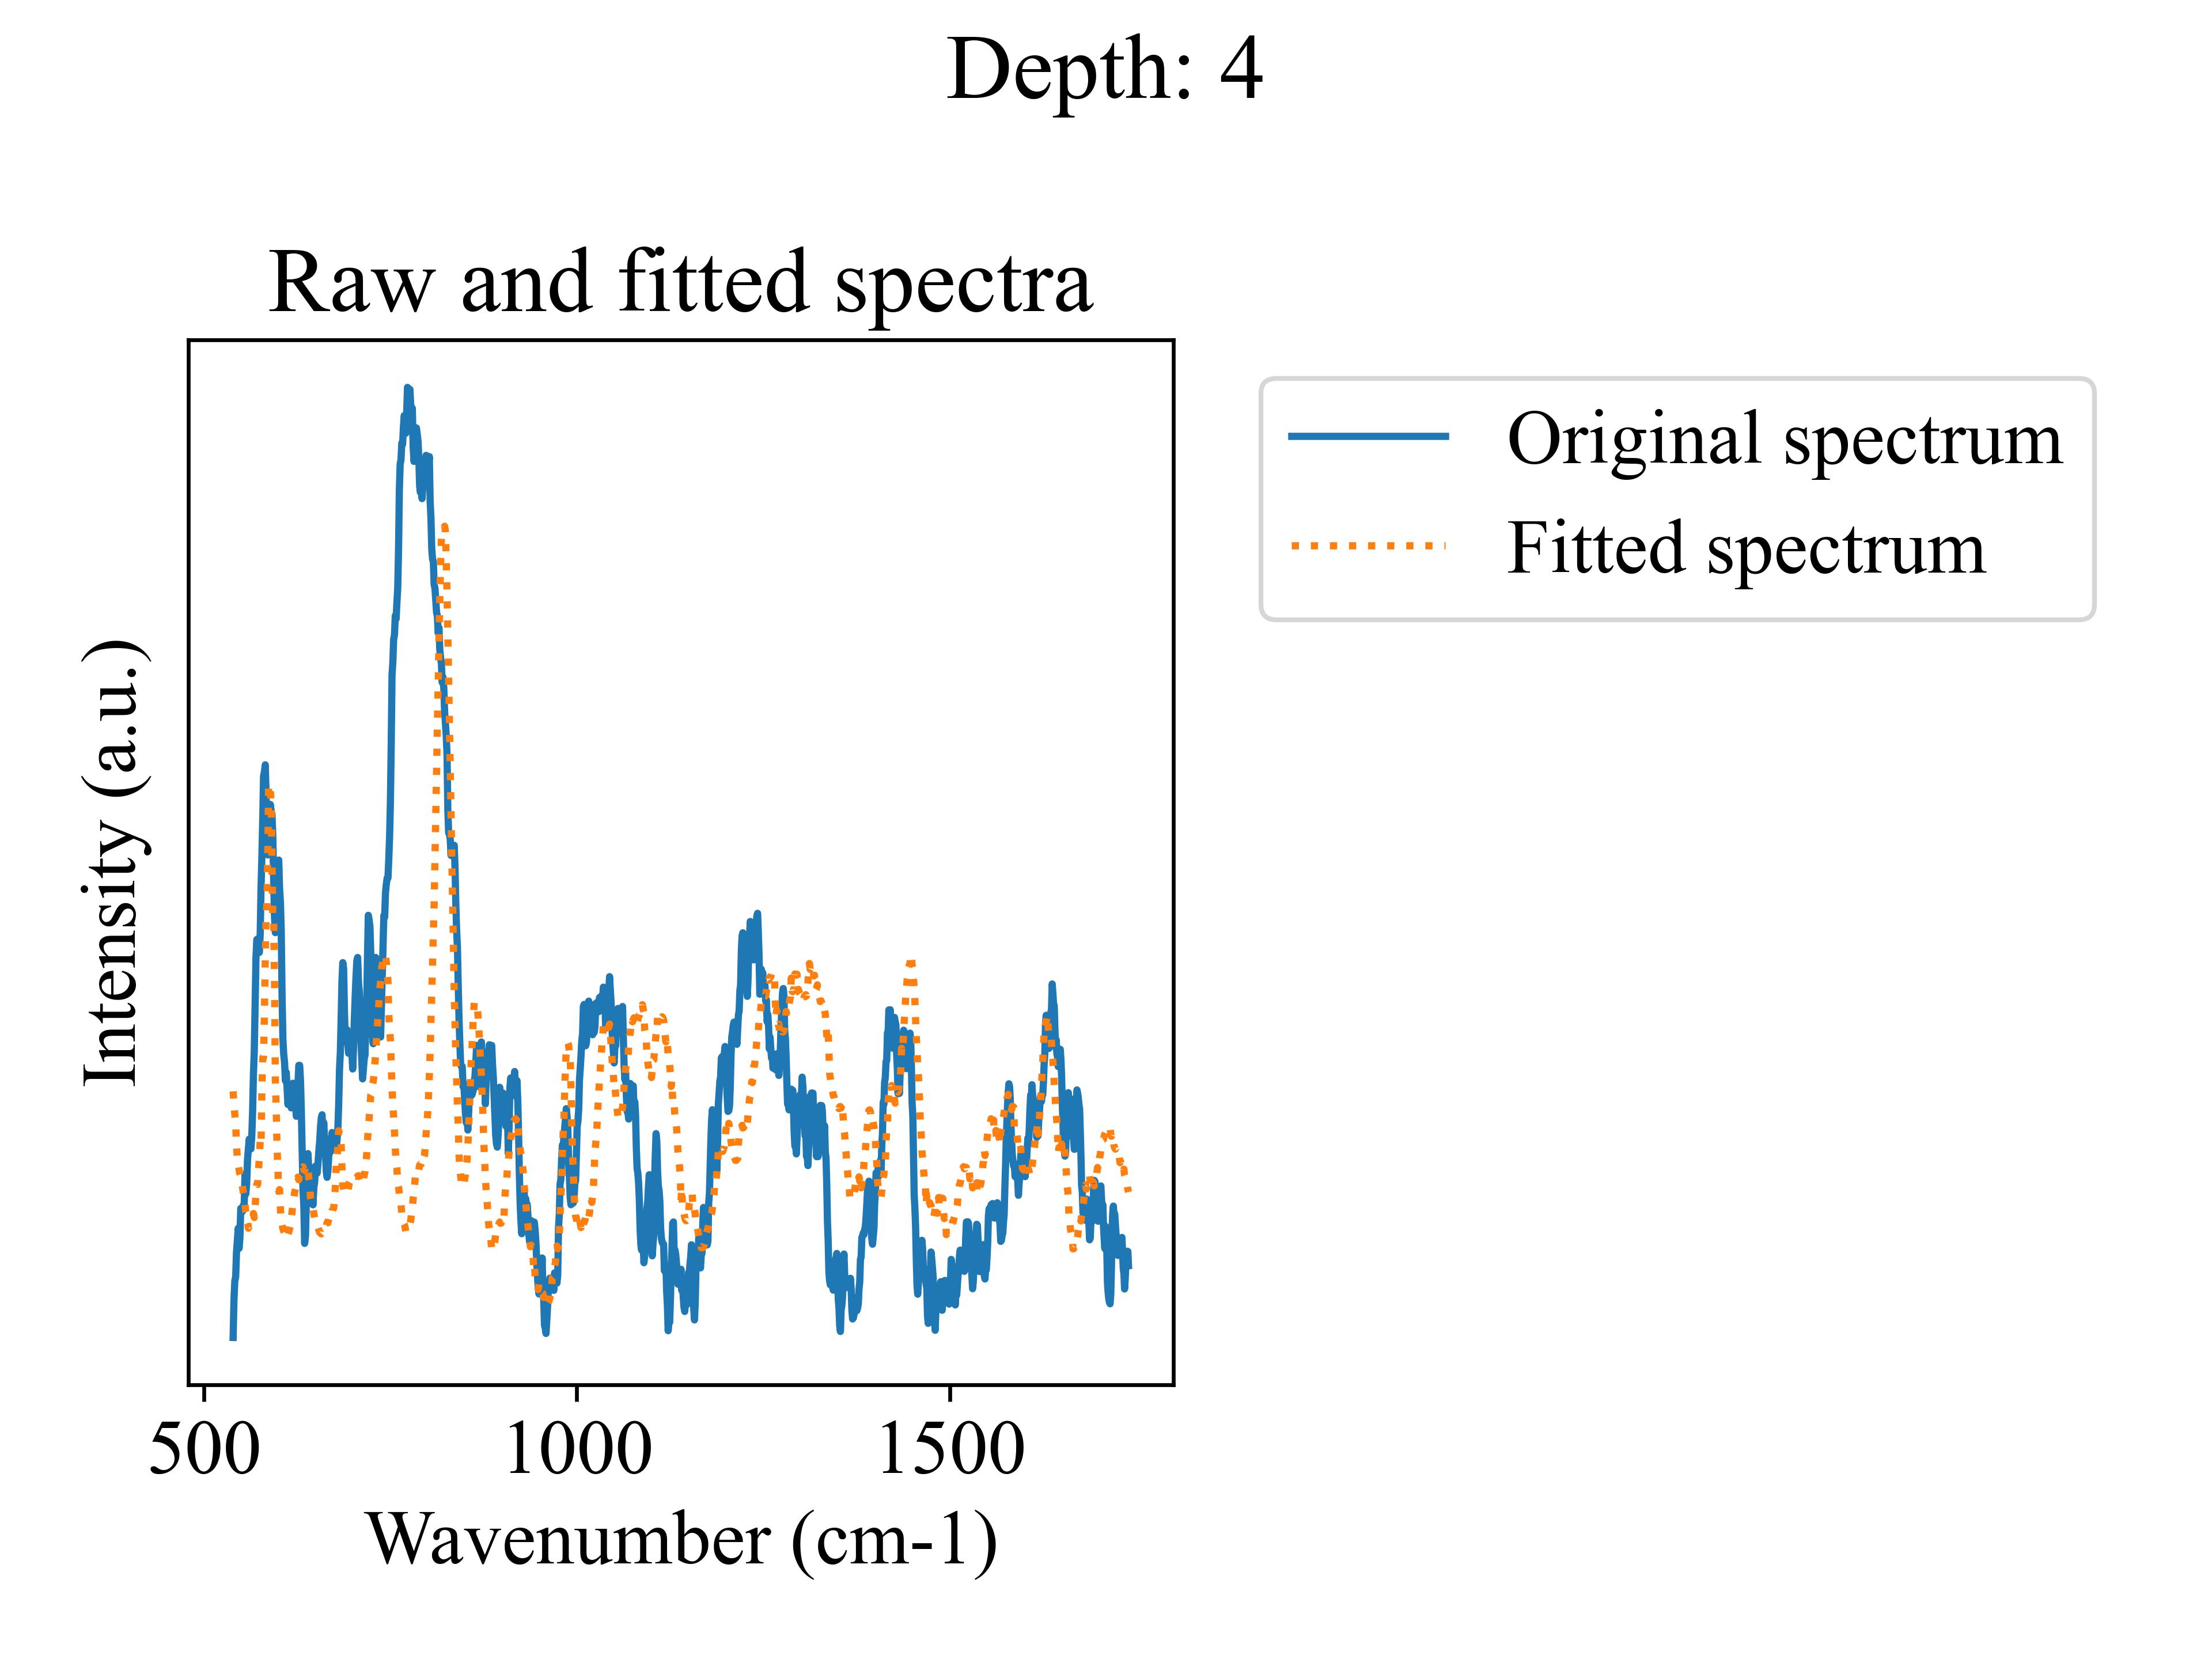 Depth: 4
Raw and fitted spectra
Original spectrum
Fitted spectrum
Intensity (a.u.)
500 1000 1500
Wavenumber (cm-1)